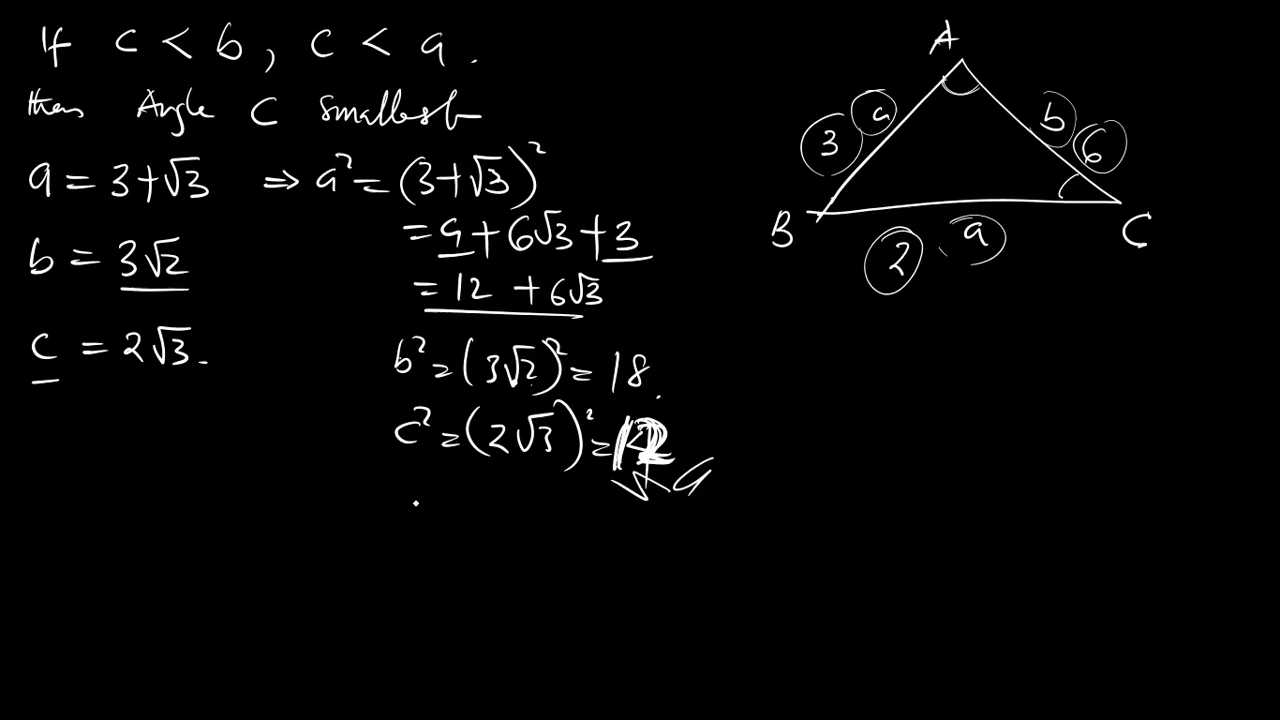 If c < b, c < a.
then Angle C smallest
a = 3+√3 ⇒ a² = (3+√3)²
= 9 + 6√3 + 3
= 12 + 6√3
b = 3√2
c = 2√3.
b² = (3√2)² = 18.
c² = (2√3)² =
A
3 a
b 6
B
C
2 a